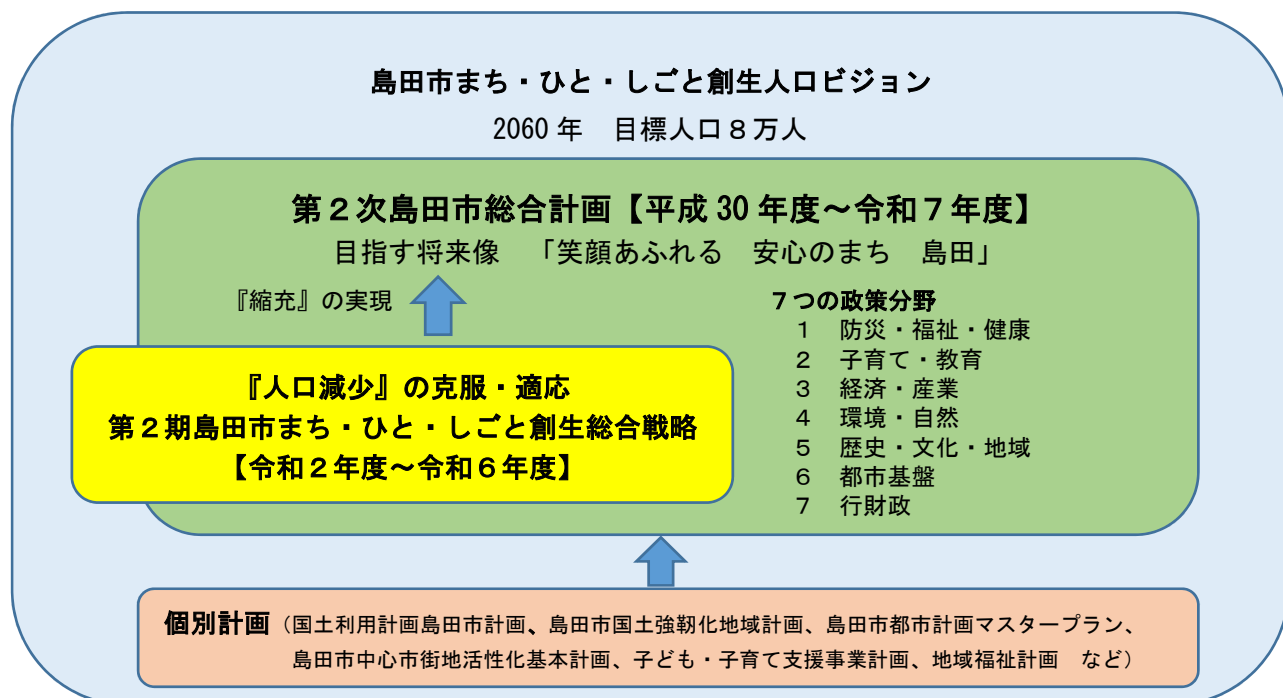 島田市まち・ひと・しごと創生人口ビジョン
2060 年　目標人口８万人
第２次島田市総合計画【平成 30 年度～令和７年度】
目指す将来像　「笑顔あふれる　安心のまち　島田」
『縮充』の実現
『人口減少』の克服・適応
第２期島田市まち・ひと・しごと創生総合戦略
【令和２年度～令和６年度】
７つの政策分野
１　防災・福祉・健康
２　子育て・教育
３　経済・産業
４　環境・自然
５　歴史・文化・地域
６　都市基盤
７　行財政
個別計画（国土利用計画島田市計画、島田市国土強靭化地域計画、島田市都市計画マスタープラン、
島田市中心市街地活性化基本計画、子ども・子育て支援事業計画、地域福祉計画　など）